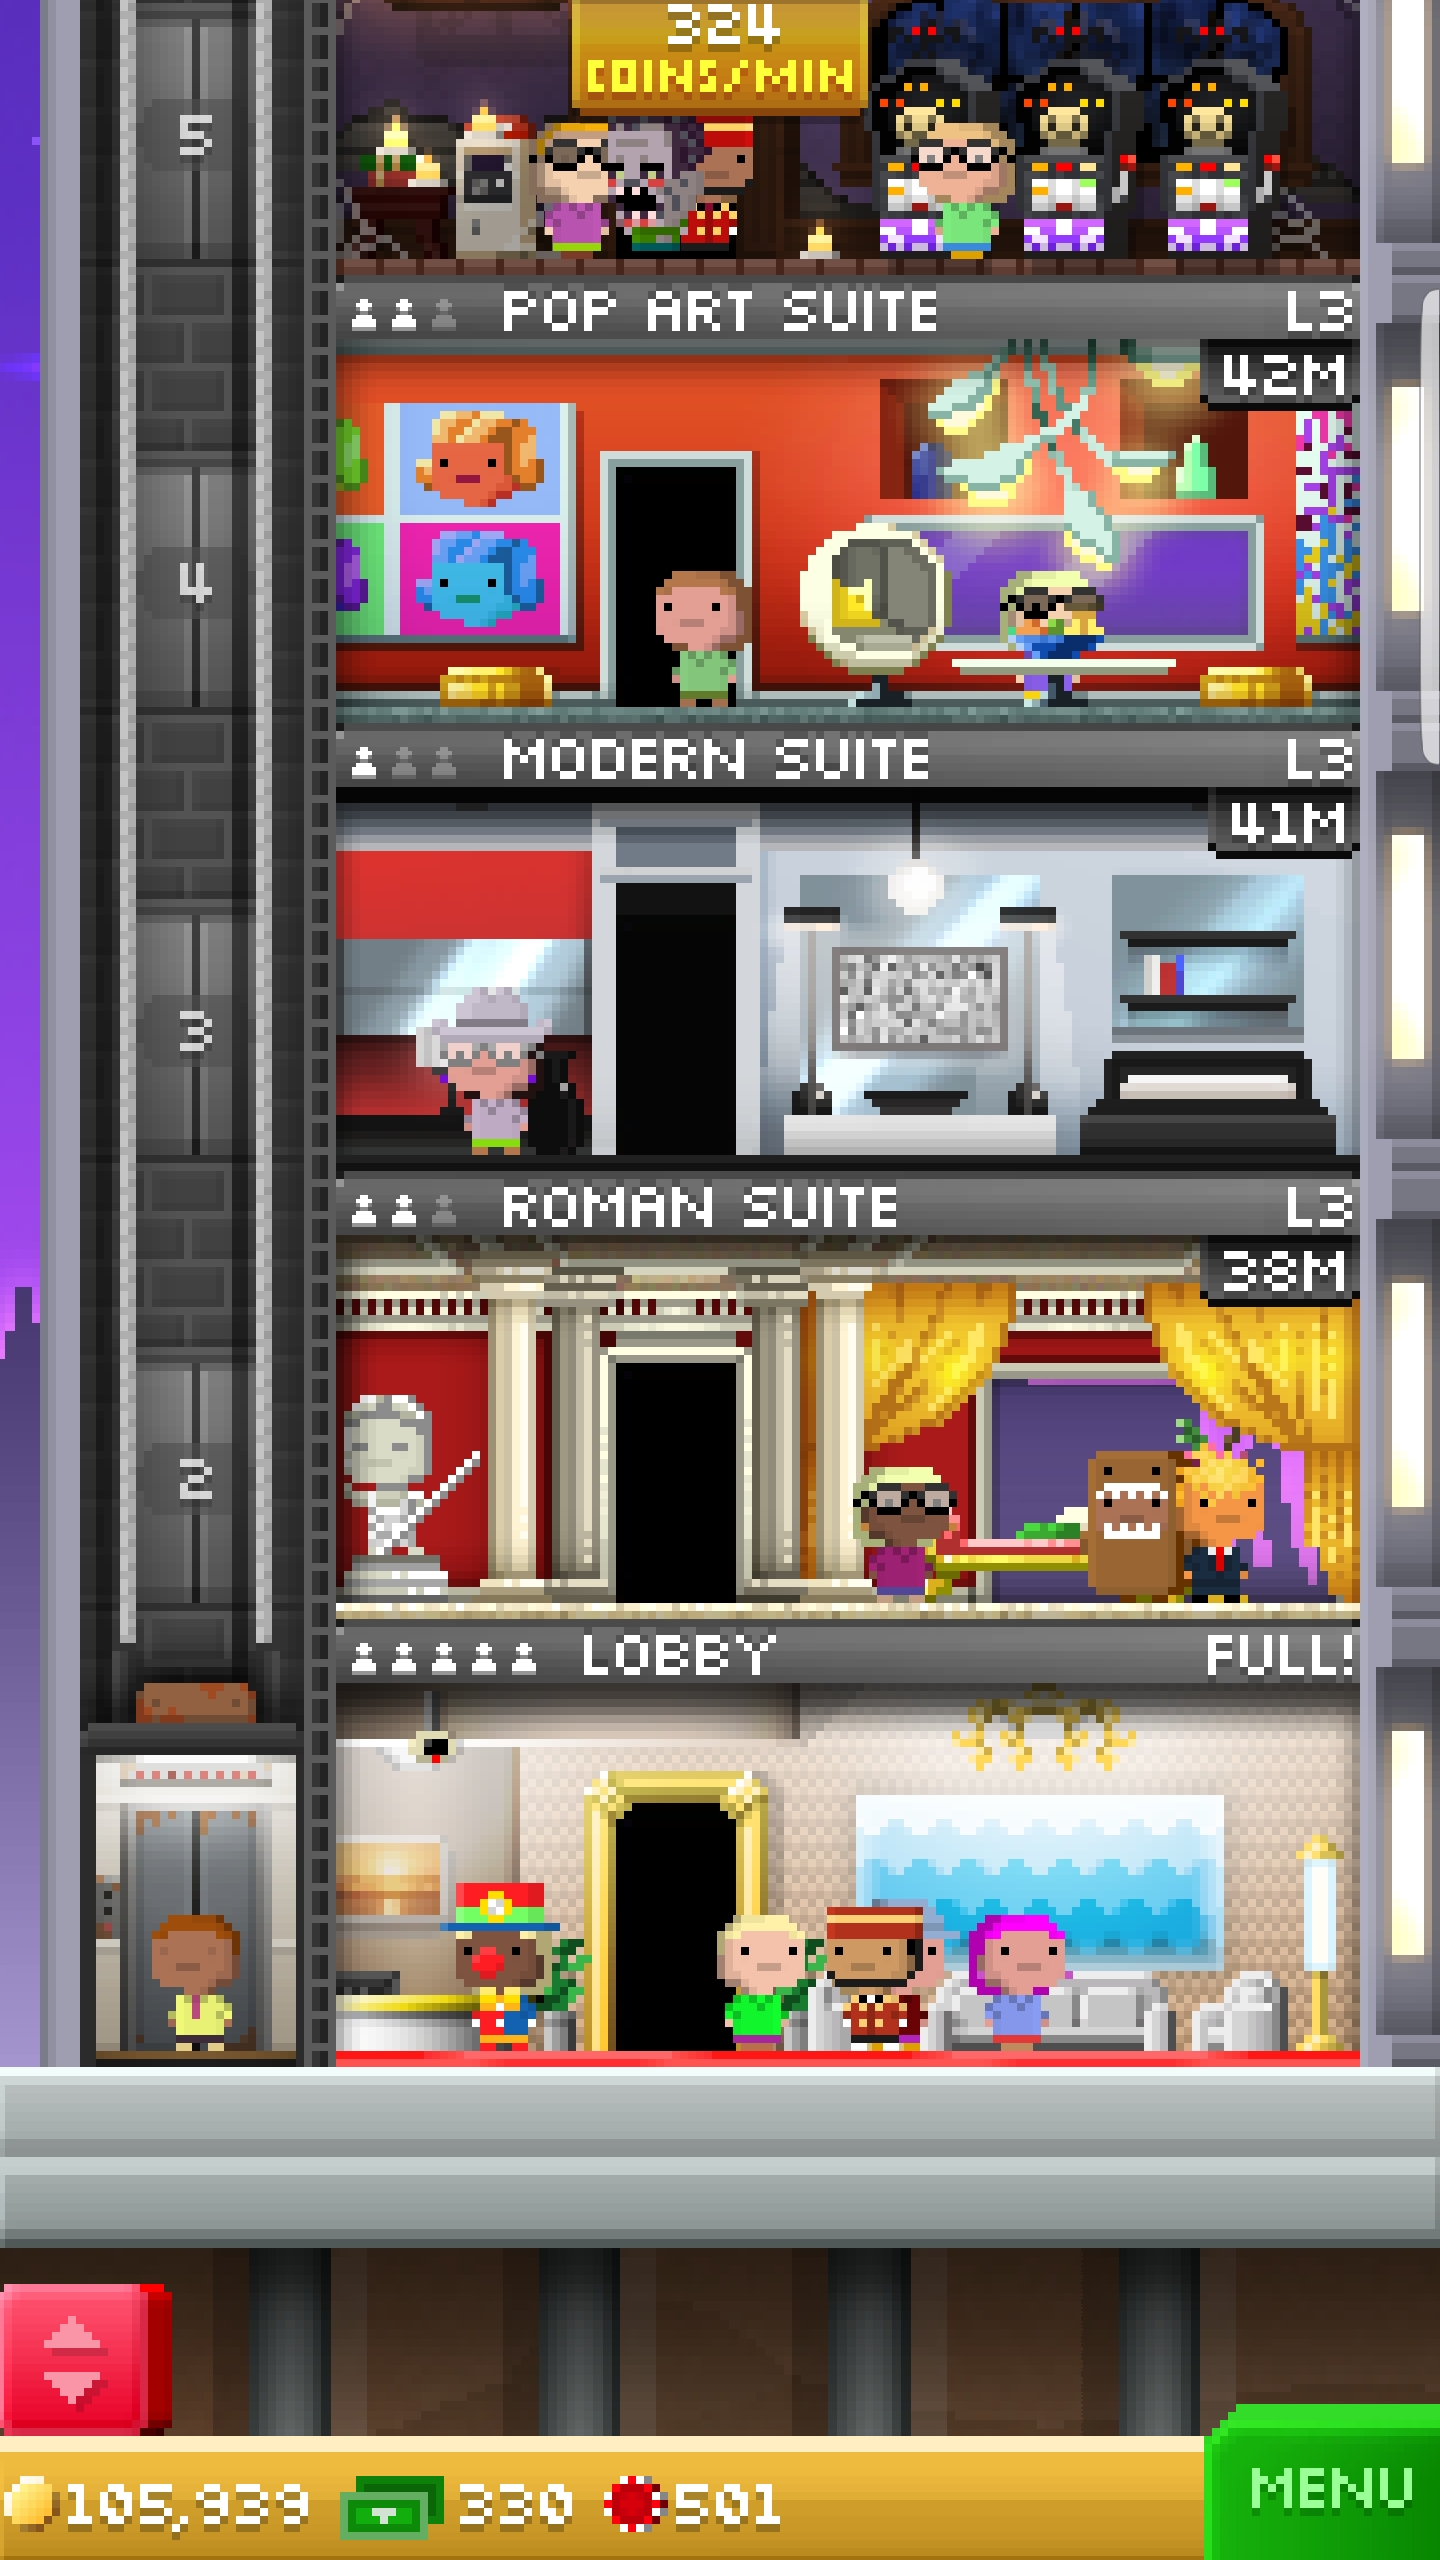 324
COINS/MIN
5
POP ART SUITE L3
42M
4
MODERN SUITE L3
41M
3
ROMAN SUITE L3
38M
2
LOBBY FULL!
105,939 330 501
MENU